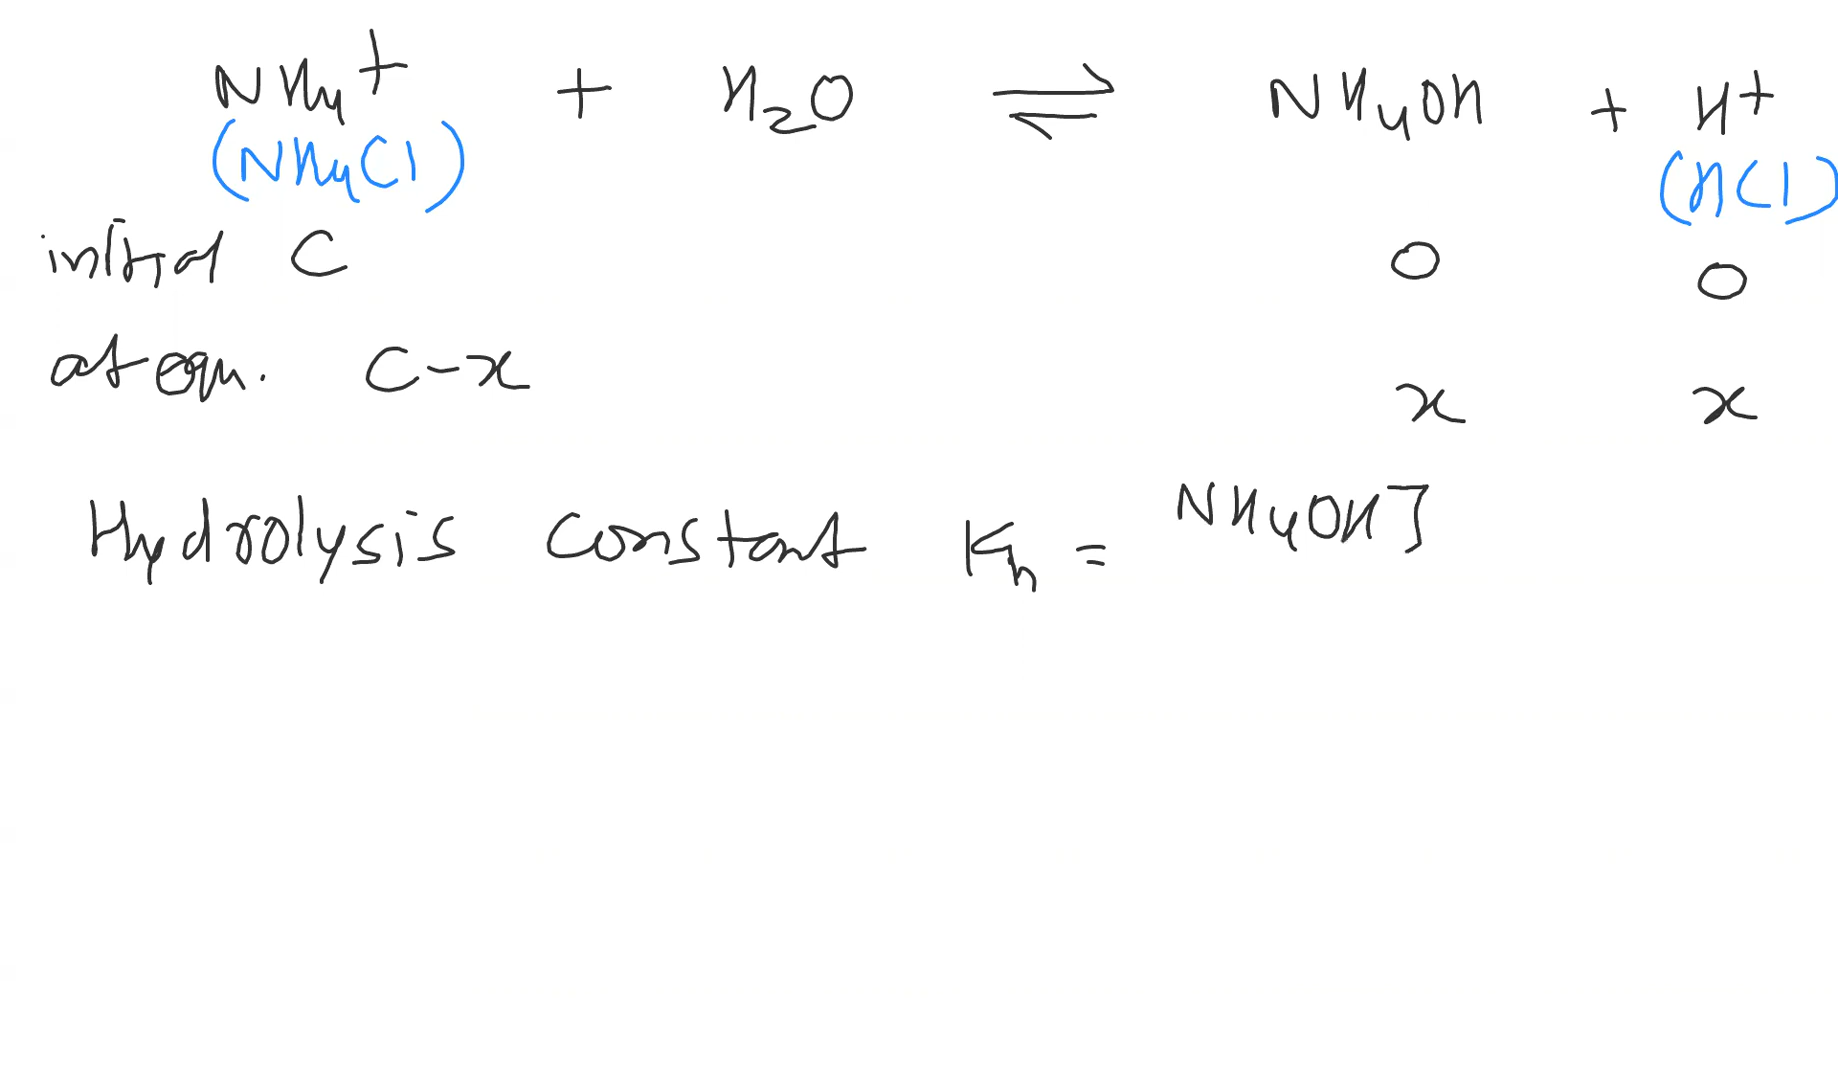 NH4+ + H2O ⇌ NH4OH + H+
(NH4Cl) (HCl)
initial C 0 0
at eqm. C-x x x
Hydrolysis constant Kh = NH4OH]